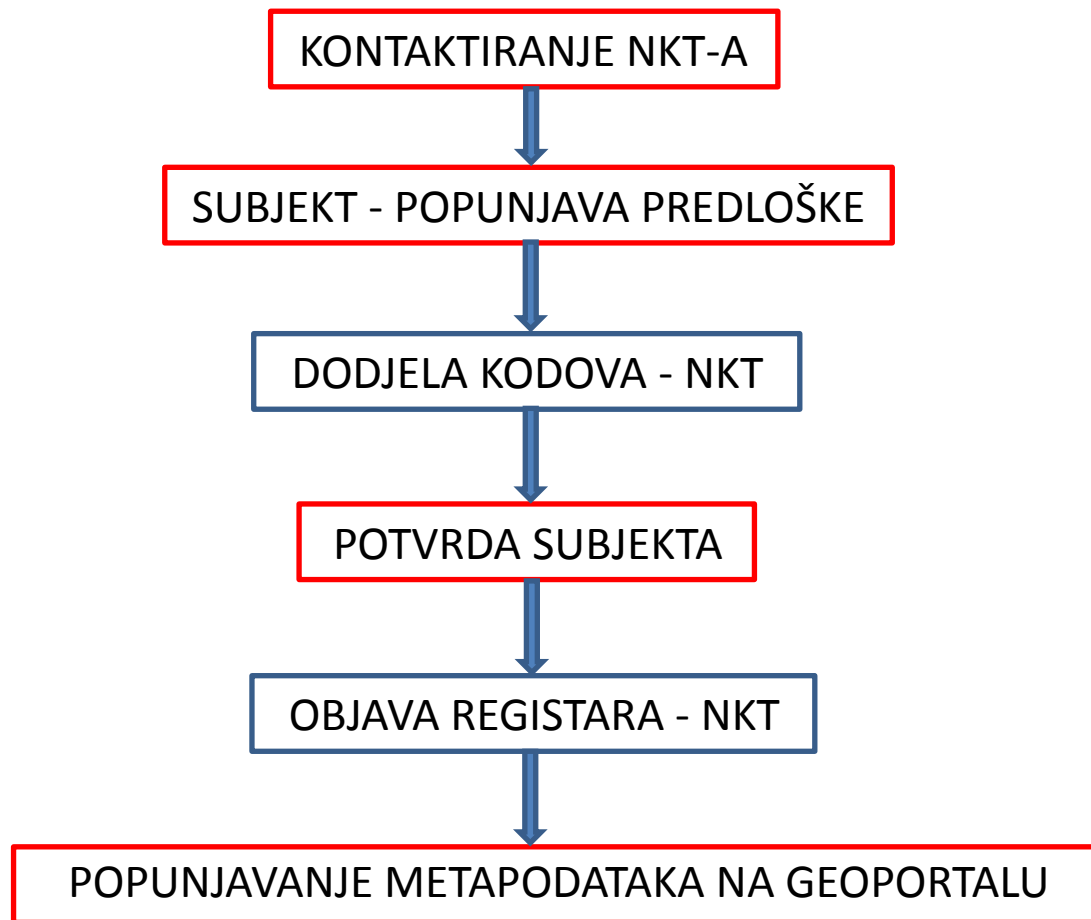 KONTAKTIRANJE NKT-A
SUBJEKT - POPUNJAVA PREDLOŠKE
DODJELA KODOVA - NKT
POTVRDA SUBJEKTA
OBJAVA REGISTARA - NKT
POPUNJAVANJE METAPODATAKA NA GEOPORTALU